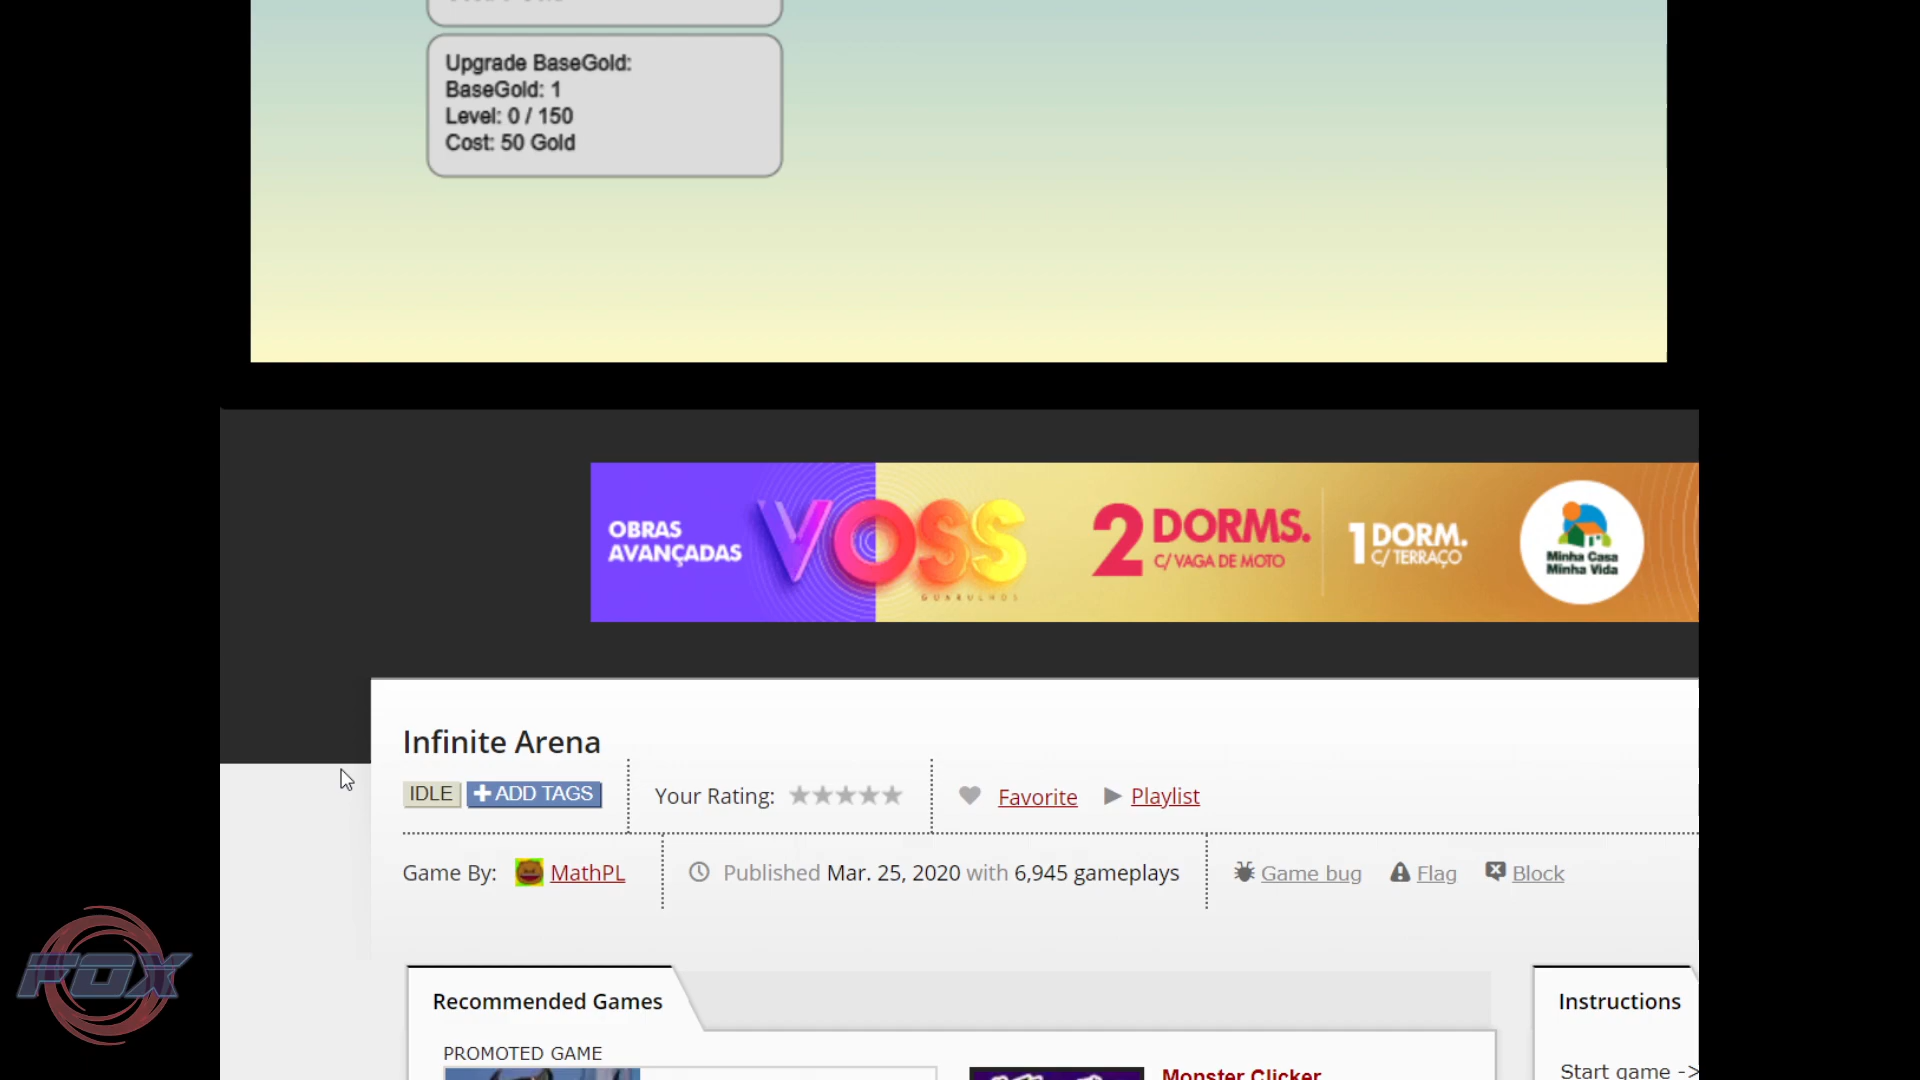 Upgrade BaseGold:
BaseGold: 1
Level: 0 / 150
Cost: 50 Gold
OBRAS
AVANÇADAS
VOSS
GUARULHOS
2 DORMS.
C/ VAGA DE MOTO
1 DORM.
C/ TERRAÇO
Minha Casa
Minha Vida
Infinite Arena
IDLE
ADD TAGS
Your Rating:
Favorite
Playlist
Game By: MathPL
Published Mar. 25, 2020 with 6,945 gameplays
Game bug
Flag
Block
FOX
Recommended Games
Instructions
PROMOTED GAME
Monster Clicker
Start game ->